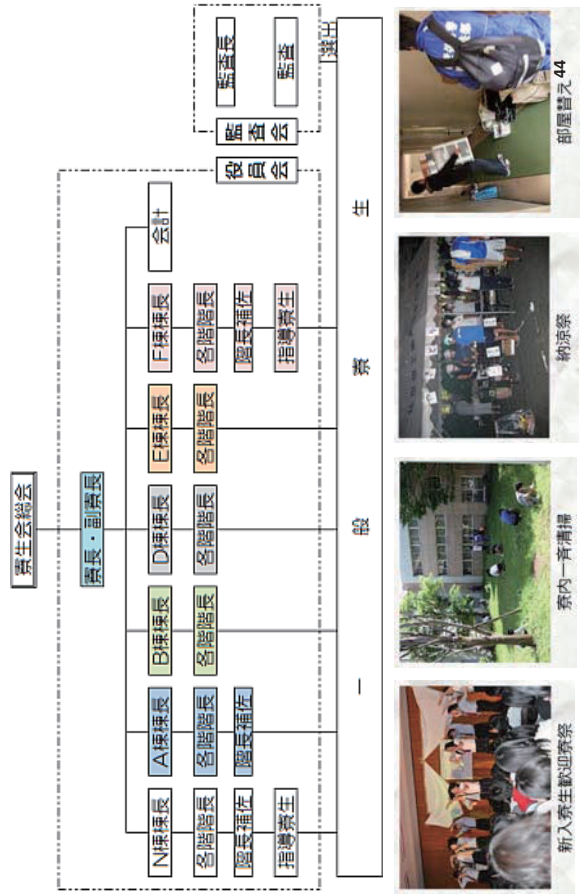 寮生会総会
寮長・副寮長
N棟棟長
A棟棟長
B棟棟長
D棟棟長
E棟棟長
F棟棟長
会計
各階階長
各階階長
各階階長
各階階長
各階階長
各階階長
階長補佐
階長補佐
階長補佐
指導寮生
指導寮生
役員会
監査会
監査長
監査
選出
一般寮生
新入寮生歓迎寮祭
寮内一斉清掃
納涼祭
部屋替え
44